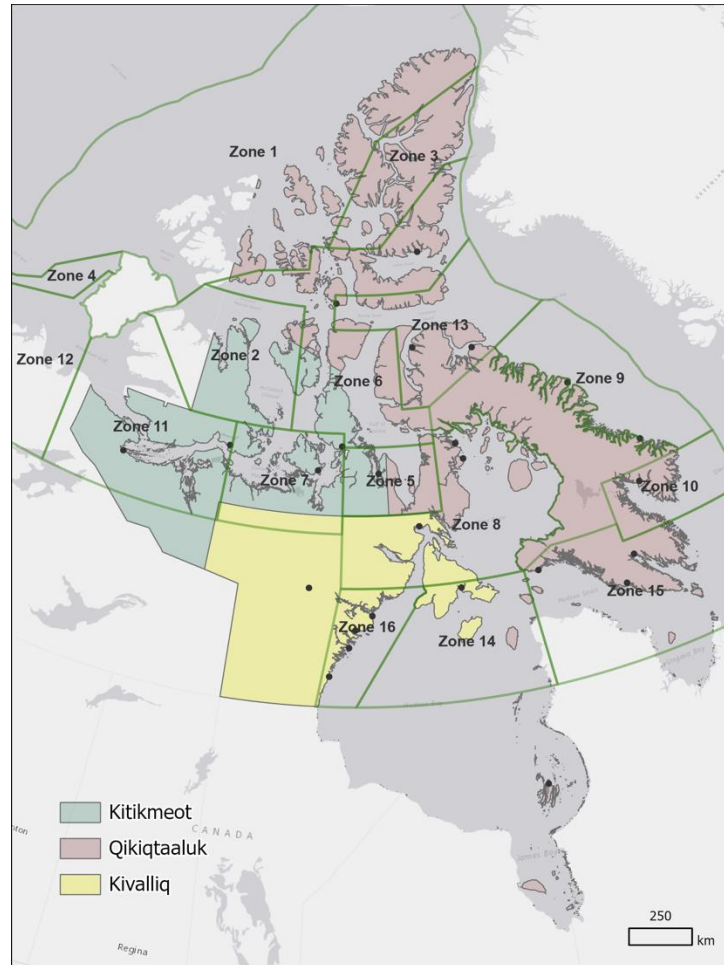 Zone 1
Zone 3
Zone 4
Zone 13
Zone 12
Zone 2
Zone 6
Zone 9
Zone 11
Zone 7
Zone 5
Zone 10
Zone 8
Zone 15
Zone 16
Zone 14
Kitikmeot
Qikiqtaaluk
Kivalliq
CANADA
James Bay
Regina
250
km